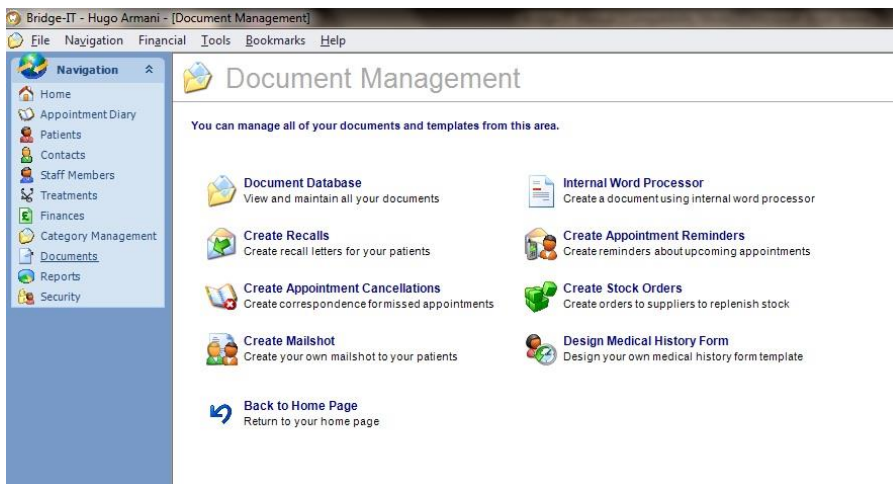 Bridge-IT - Hugo Armani - [Document Management]
File Navigation Financial Tools Bookmarks Help
Navigation
Home
Appointment Diary
Patients
Contacts
Staff Members
Treatments
Finances
Category Management
Documents
Reports
Security
Document Management
You can manage all of your documents and templates from this area.
Document Database
View and maintain all your documents
Internal Word Processor
Create a document using internal word processor
Create Recalls
Create recall letters for your patients
Create Appointment Reminders
Create reminders about upcoming appointments
Create Appointment Cancellations
Create correspondence for missed appointments
Create Stock Orders
Create orders to suppliers to replenish stock
Create Mailshot
Create your own mailshot to your patients
Design Medical History Form
Design your own medical history form template
Back to Home Page
Return to your home page